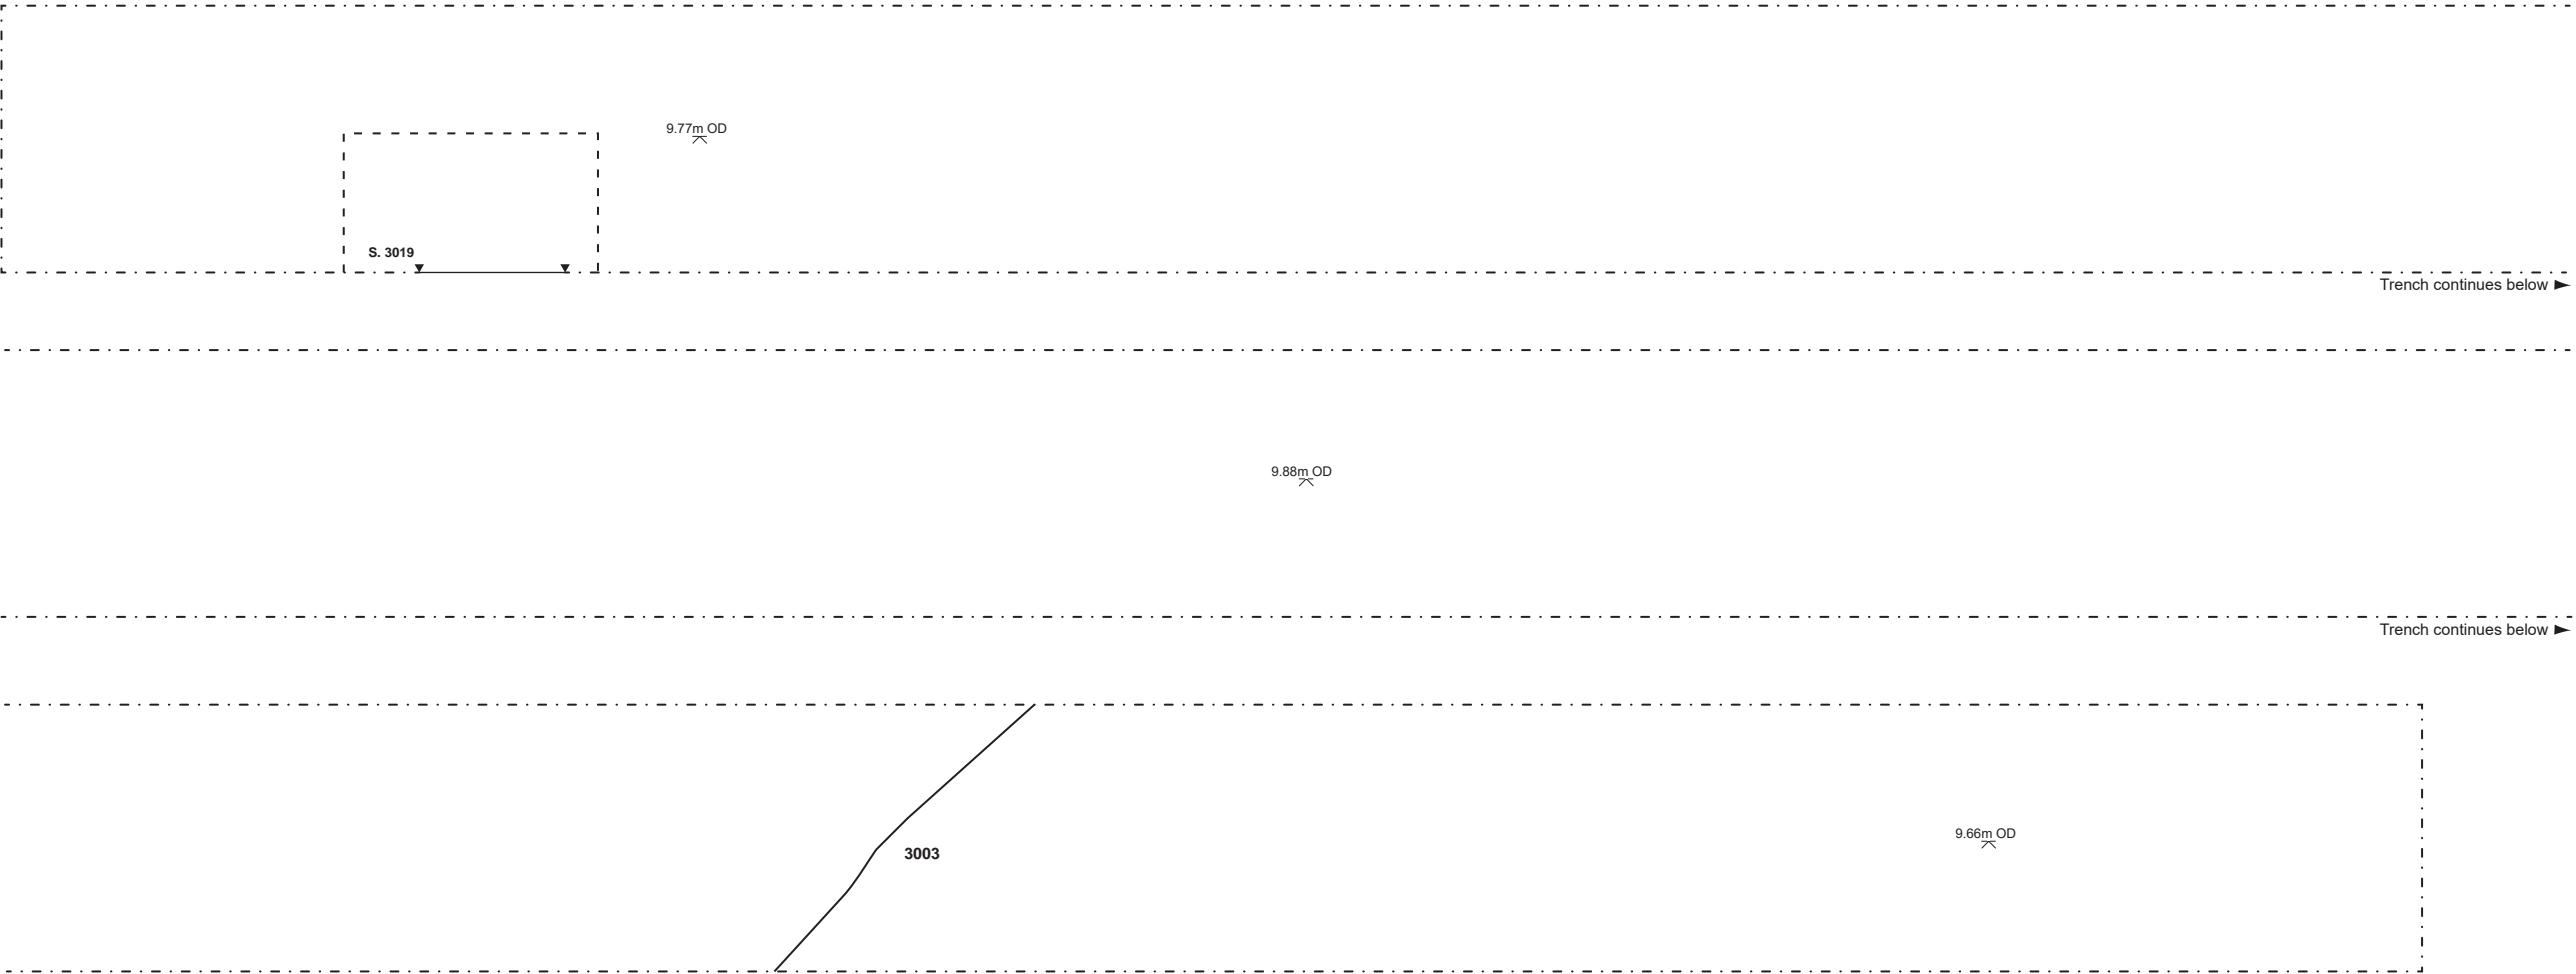 9.77m OD
S. 3019
Trench continues below
9.88m OD
Trench continues below
3003
9.66m OD